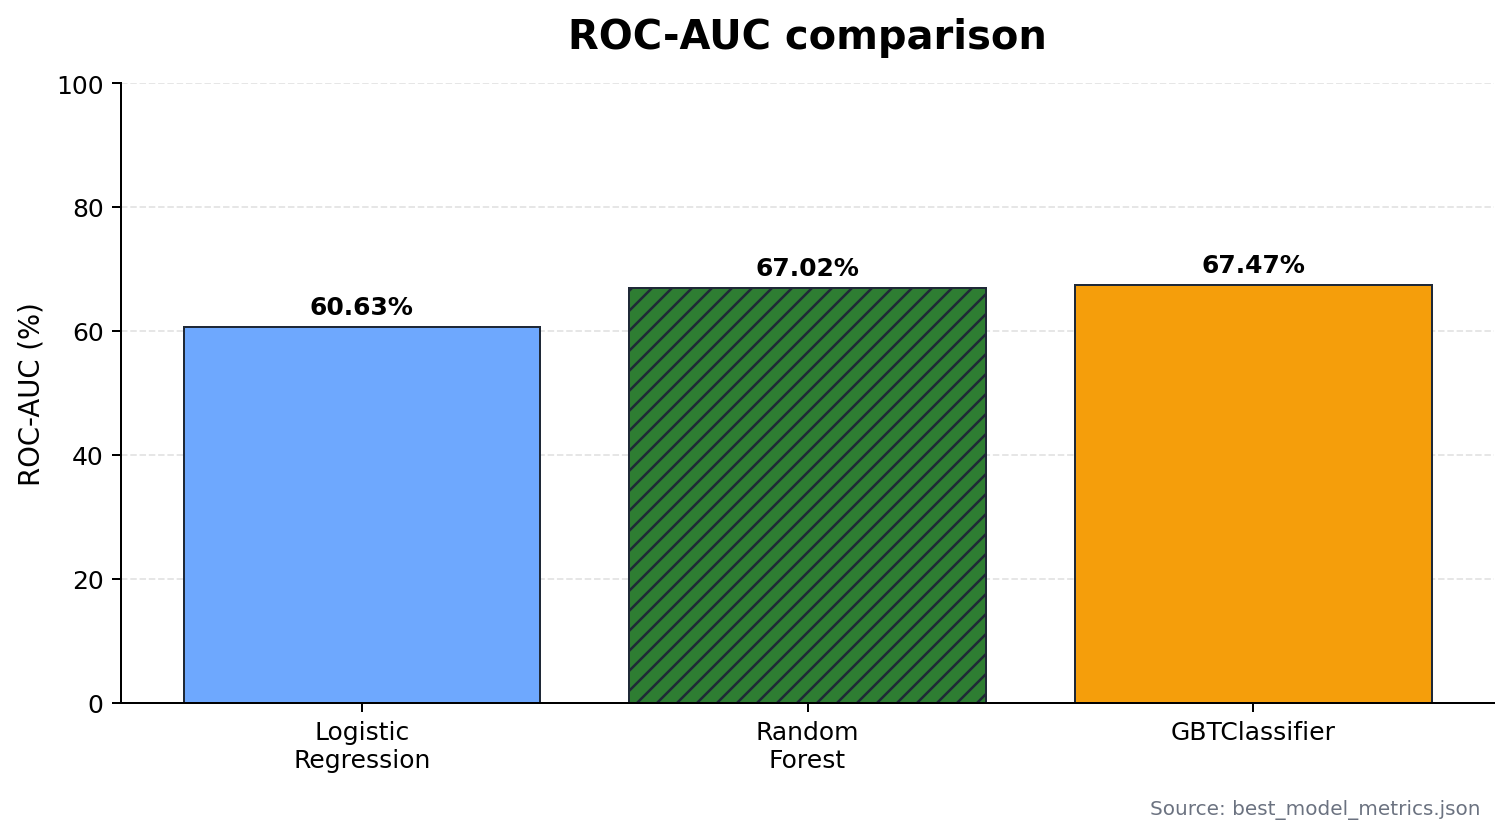 ROC-AUC comparison
ROC-AUC (%)
100
80
60
40
20
0
60.63%
67.02%
67.47%
Logistic
Regression
Random
Forest
GBTClassifier
Source: best_model_metrics.json